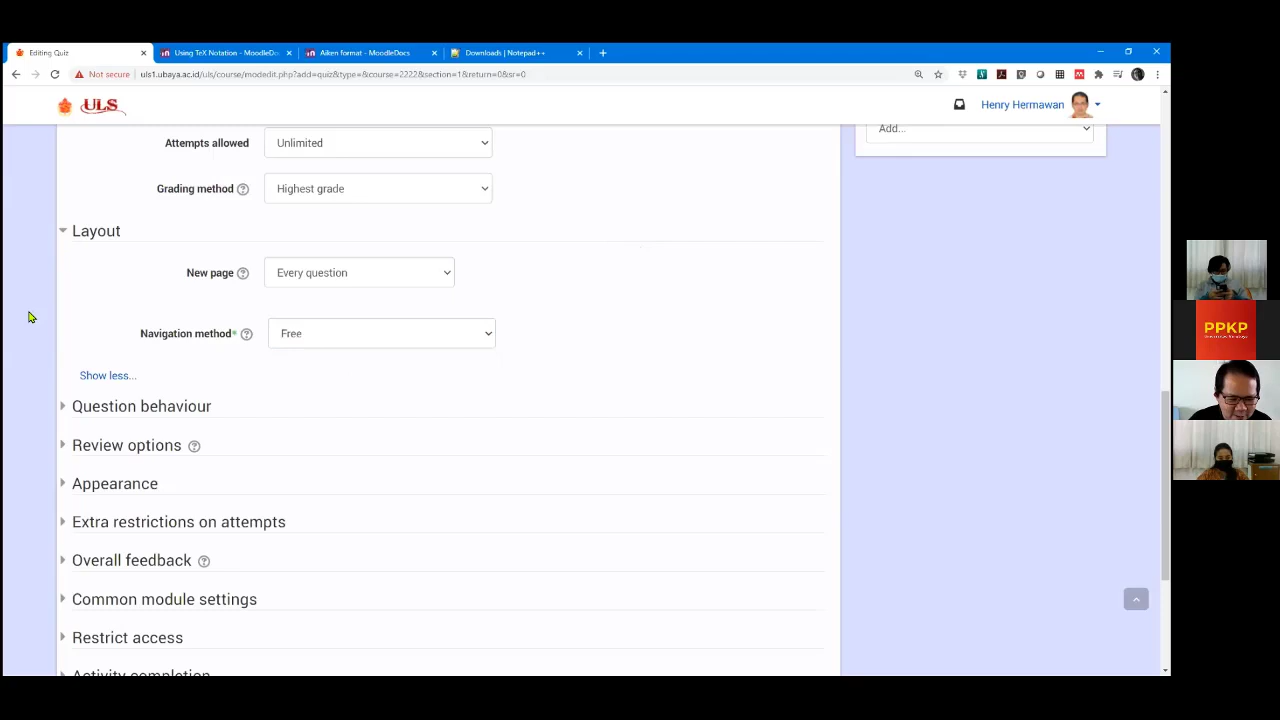 Editing Quiz
Using TeX Notation - MoodleDo
Aiken format - MoodleDocs
Downloads | Notepad++
Not secure
uls1.ubaya.ac.id/uls/course/modedit.php?add=quiz&type=&course=2222&section=1&return=0&sr=0
ULS
Henry Hermawan
Attempts allowed
Unlimited
Add...
Grading method
Highest grade
Layout
New page
Every question
Navigation method*
Free
Show less...
Question behaviour
Review options
Appearance
Extra restrictions on attempts
Overall feedback
Common module settings
Restrict access
Activity completion
PPKP